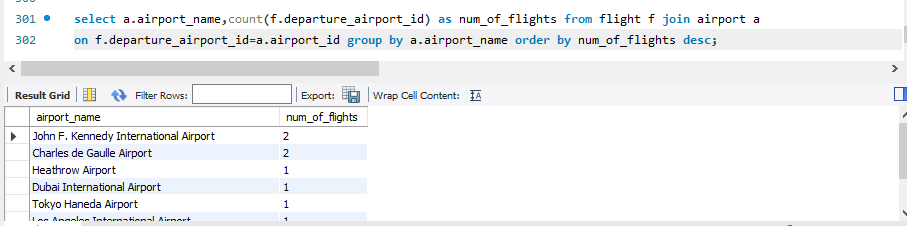 301 select a.airport_name,count(f.departure_airport_id) as num_of_flights from flight f join airport a
302 on f.departure_airport_id=a.airport_id group by a.airport_name order by num_of_flights desc;
Result Grid Filter Rows: Export: Wrap Cell Content: IA
airport_name num_of_flights
John F. Kennedy International Airport 2
Charles de Gaulle Airport 2
Heathrow Airport 1
Dubai International Airport 1
Tokyo Haneda Airport 1
Los Angeles International Airport 1